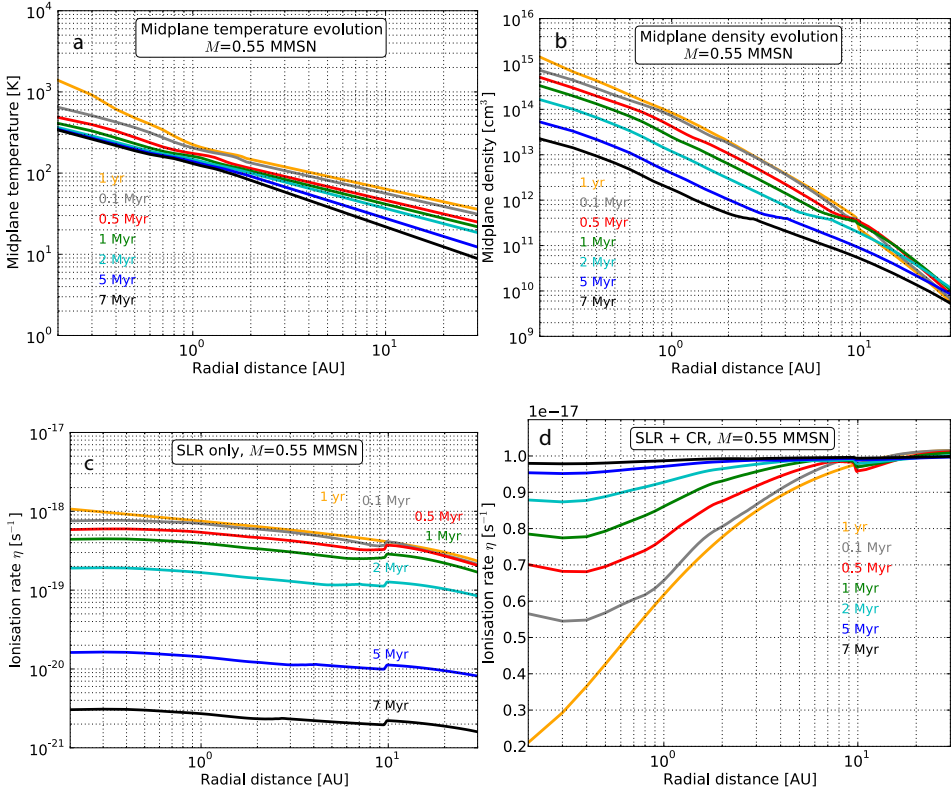 a
Midplane temperature evolution
M=0.55 MMSN
Midplane temperature [K]
10^4
10^3
10^2
10^1
10^0
1 yr
0.1 Myr
0.5 Myr
1 Myr
2 Myr
5 Myr
7 Myr
10^0
10^1
Radial distance [AU]
b
Midplane density evolution
M=0.55 MMSN
Midplane density [cm^3]
10^16
10^15
10^14
10^13
10^12
10^11
10^10
10^9
1 yr
0.1 Myr
0.5 Myr
1 Myr
2 Myr
5 Myr
7 Myr
10^0
10^1
Radial distance [AU]
c
SLR only, M=0.55 MMSN
Ionisation rate η [s^−1]
10^-17
10^-18
10^-19
10^-20
10^-21
1 yr
0.1 Myr
0.5 Myr
1 Myr
2 Myr
5 Myr
7 Myr
10^0
10^1
Radial distance [AU]
1e−17
d
SLR + CR, M=0.55 MMSN
Ionisation rate η [s^−1]
1.0
0.9
0.8
0.7
0.6
0.5
0.4
0.3
0.2
1 yr
0.1 Myr
0.5 Myr
1 Myr
2 Myr
5 Myr
7 Myr
10^0
10^1
Radial distance [AU]